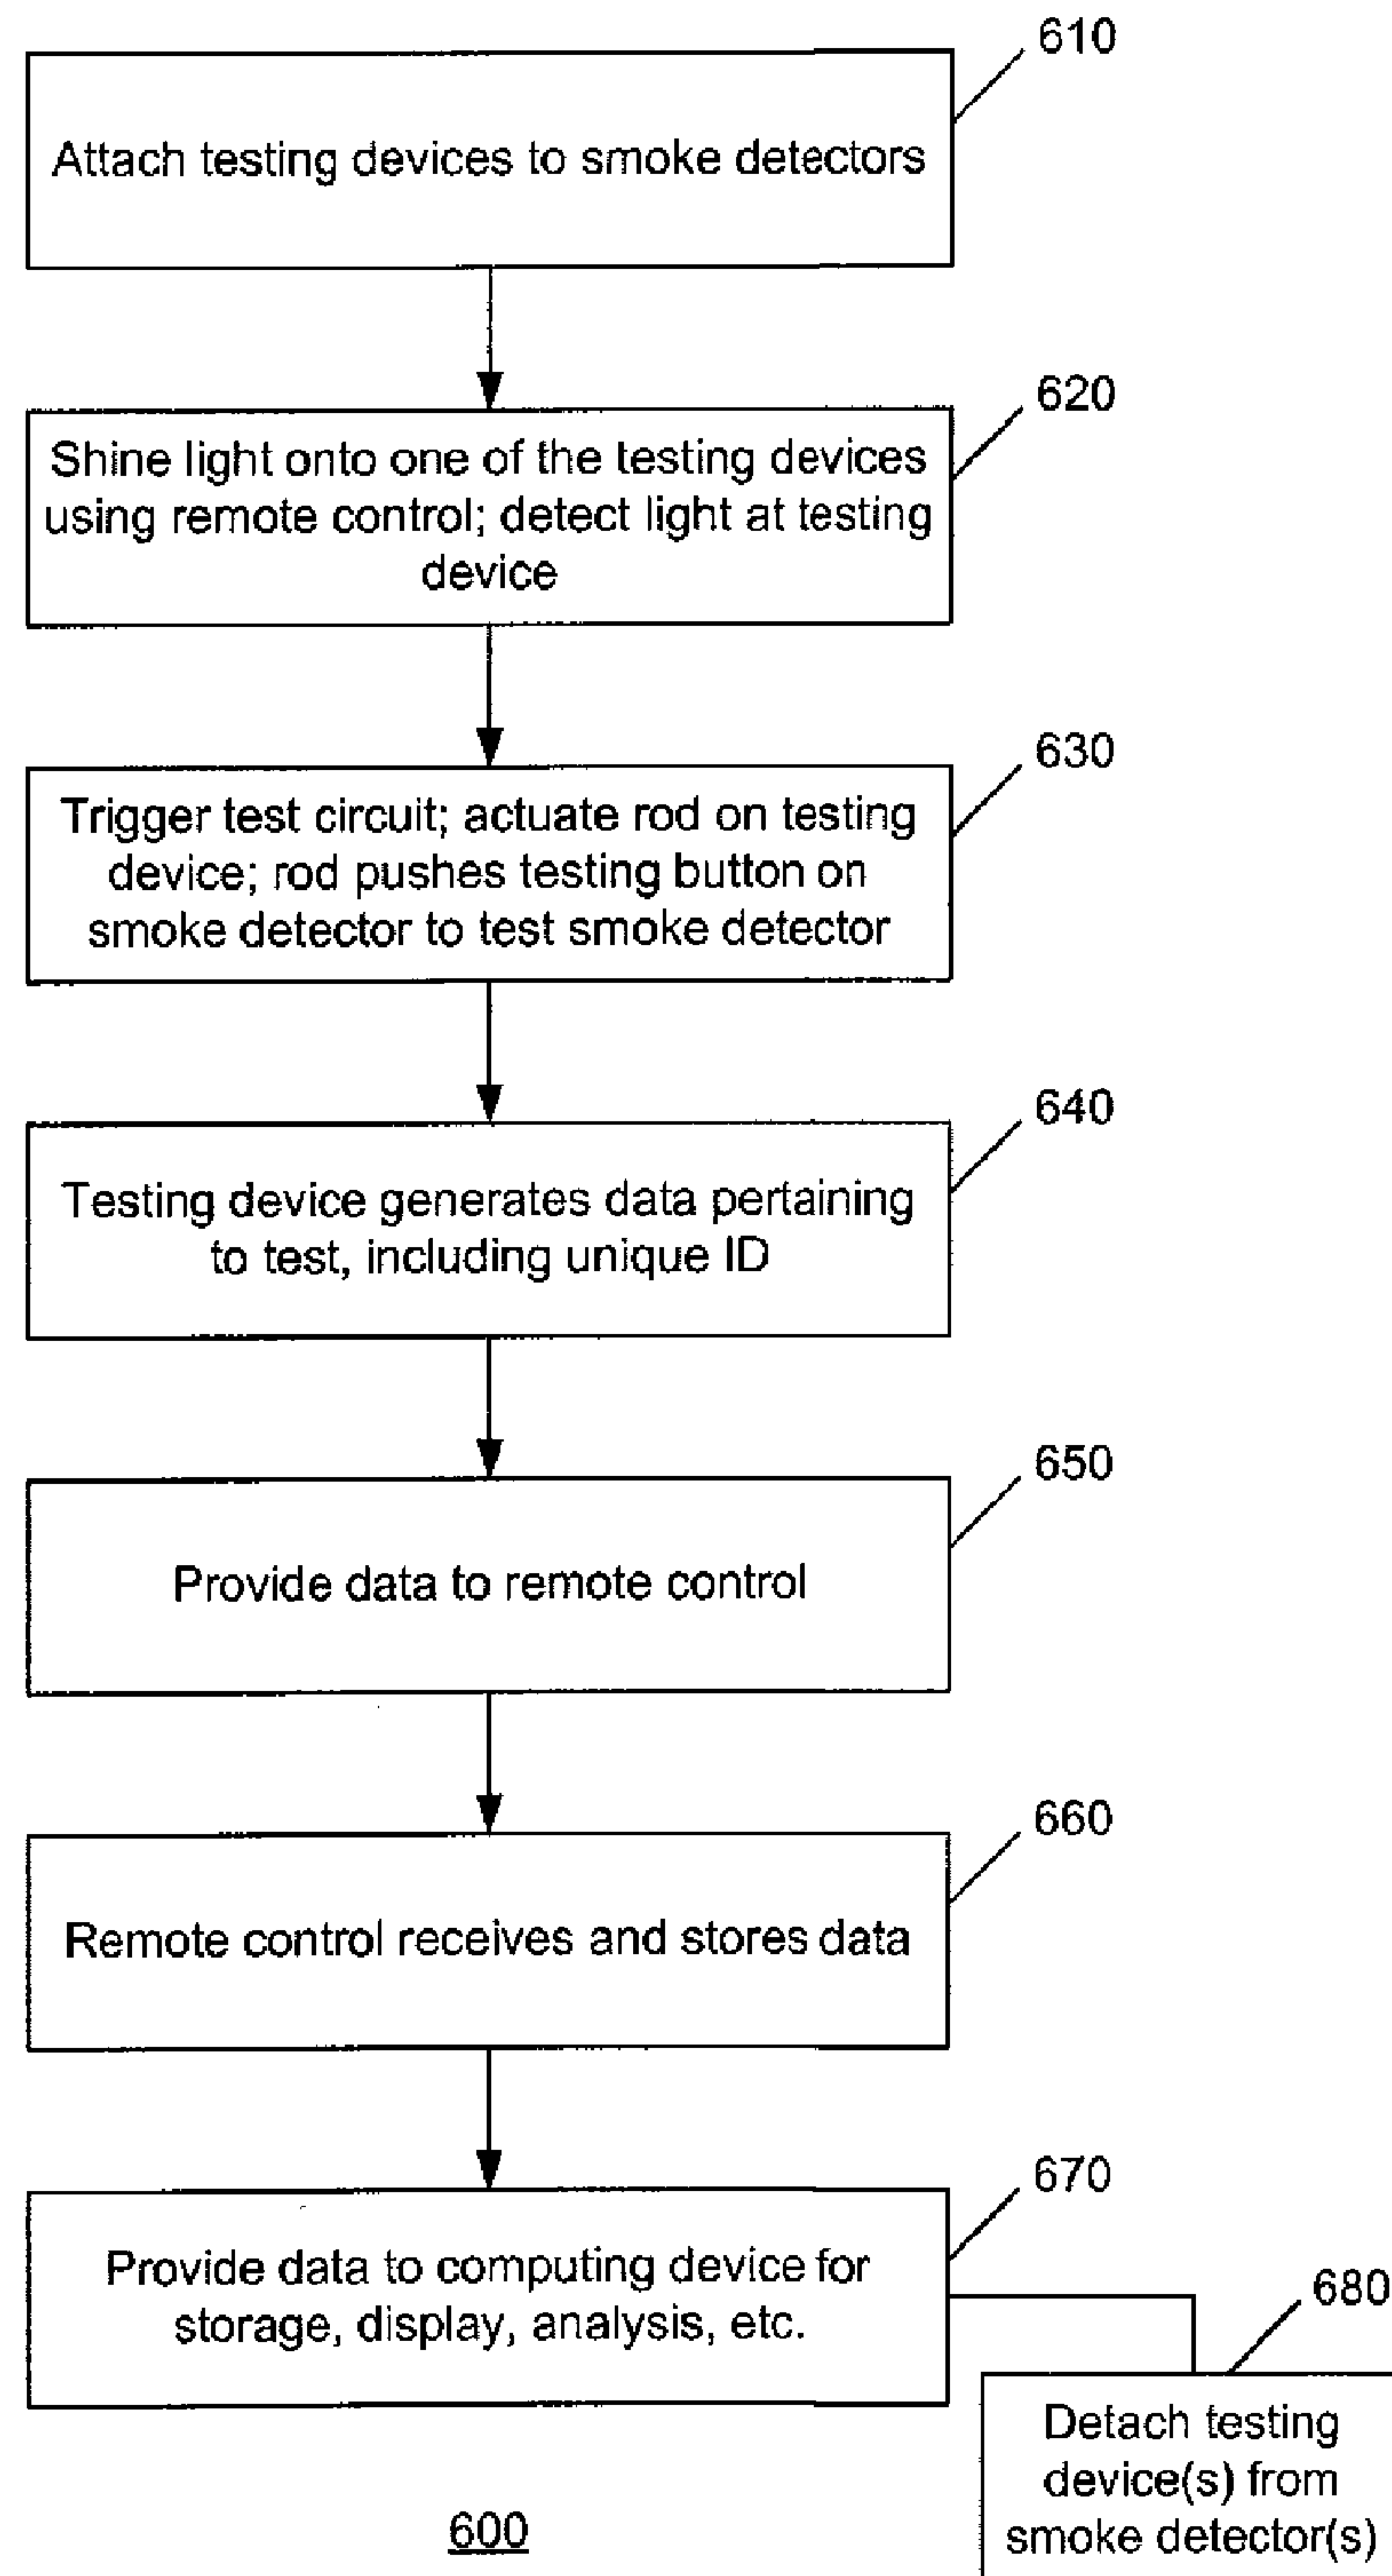 610
Attach testing devices to smoke detectors
620
Shine light onto one of the testing devices
using remote control; detect light at testing
device
630
Trigger test circuit; actuate rod on testing
device; rod pushes testing button on
smoke detector to test smoke detector
640
Testing device generates data pertaining
to test, including unique ID
650
Provide data to remote control
660
Remote control receives and stores data
670
Provide data to computing device for
storage, display, analysis, etc.
680
Detach testing
device(s) from
smoke detector(s)
600